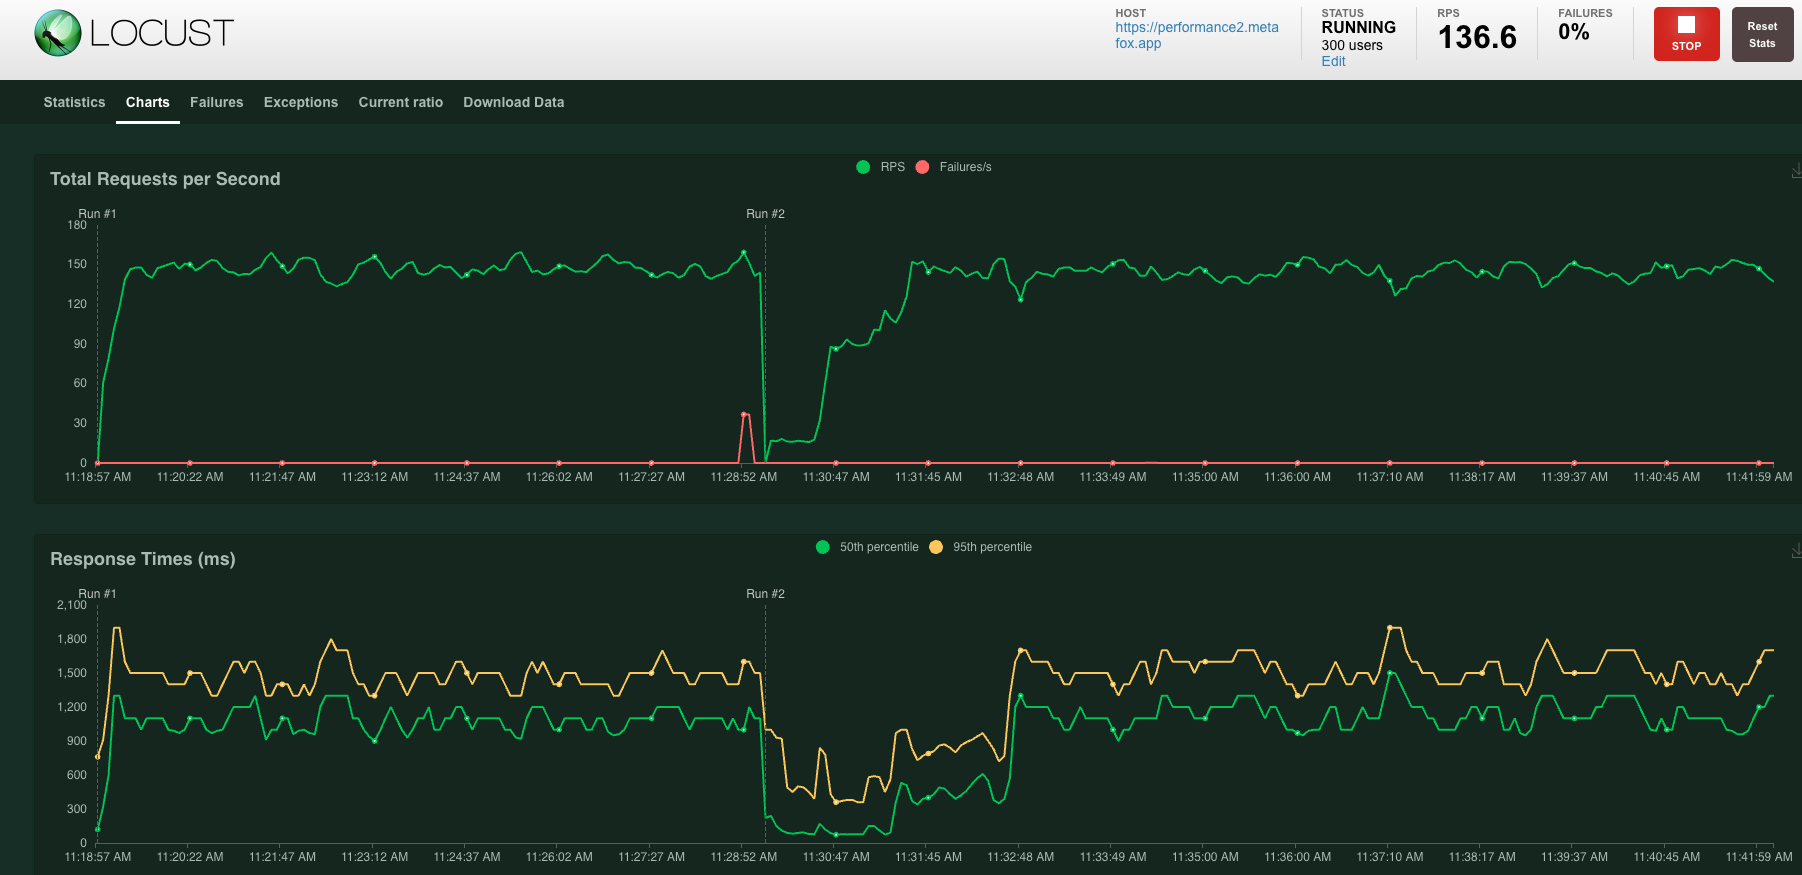 LOCUST
HOST
https://performance2.meta
fox.app
STATUS
RUNNING
300 users
Edit
RPS
136.6
FAILURES
0%
STOP
Reset
Stats
Statistics Charts Failures Exceptions Current ratio Download Data
Total Requests per Second
RPS Failures/s
Run #1 Run #2
180
150
120
90
60
30
0
11:18:57 AM 11:20:22 AM 11:21:47 AM 11:23:12 AM 11:24:37 AM 11:26:02 AM 11:27:27 AM 11:28:52 AM 11:30:47 AM 11:31:45 AM 11:32:48 AM 11:33:49 AM 11:35:00 AM 11:36:00 AM 11:37:10 AM 11:38:17 AM 11:39:37 AM 11:40:45 AM 11:41:59 AM
Response Times (ms)
50th percentile 95th percentile
Run #1 Run #2
2,100
1,800
1,500
1,200
900
600
300
0
11:18:57 AM 11:20:22 AM 11:21:47 AM 11:23:12 AM 11:24:37 AM 11:26:02 AM 11:27:27 AM 11:28:52 AM 11:30:47 AM 11:31:45 AM 11:32:48 AM 11:33:49 AM 11:35:00 AM 11:36:00 AM 11:37:10 AM 11:38:17 AM 11:39:37 AM 11:40:45 AM 11:41:59 AM